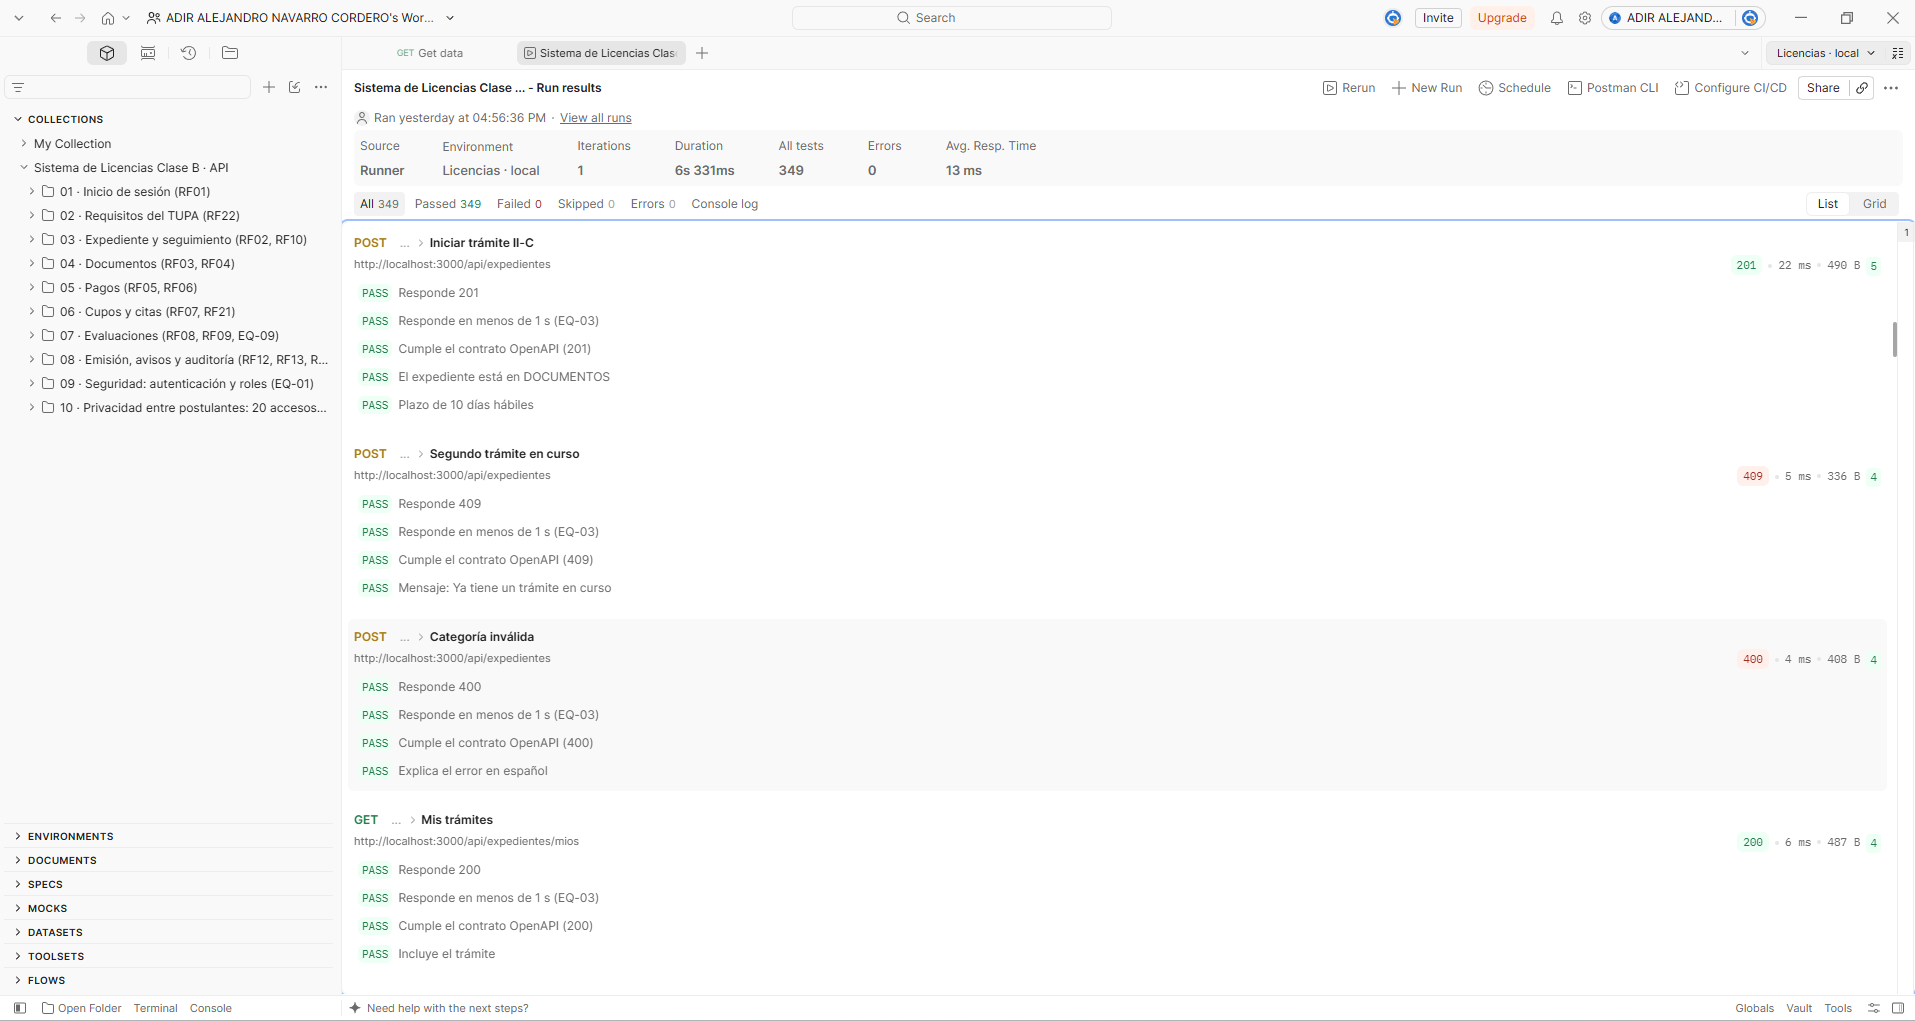 ADIR ALEJANDRO NAVARRO CORDERO's Wor...
Search
Invite
Upgrade
ADIR ALEJAND...
GET Get data
Sistema de Licencias Clas
Licencias · local
Sistema de Licencias Clase ... - Run results
Rerun
New Run
Schedule
Postman CLI
Configure CI/CD
Share
Ran yesterday at 04:56:36 PM · View all runs
Source Environment Iterations Duration All tests Errors Avg. Resp. Time
Runner Licencias · local 1 6s 331ms 349 0 13 ms
All 349 Passed 349 Failed 0 Skipped 0 Errors 0 Console log
List Grid
COLLECTIONS
My Collection
Sistema de Licencias Clase B · API
01 · Inicio de sesión (RF01)
02 · Requisitos del TUPA (RF22)
03 · Expediente y seguimiento (RF02, RF10)
04 · Documentos (RF03, RF04)
05 · Pagos (RF05, RF06)
06 · Cupos y citas (RF07, RF21)
07 · Evaluaciones (RF08, RF09, EQ-09)
08 · Emisión, avisos y auditoría (RF12, RF13, R...
09 · Seguridad: autenticación y roles (EQ-01)
10 · Privacidad entre postulantes: 20 accesos...
ENVIRONMENTS
DOCUMENTS
SPECS
MOCKS
DATASETS
TOOLSETS
FLOWS
1
POST ... > Iniciar trámite II-C
http://localhost:3000/api/expedientes
201 • 22 ms • 490 B 5
PASS Responde 201
PASS Responde en menos de 1 s (EQ-03)
PASS Cumple el contrato OpenAPI (201)
PASS El expediente está en DOCUMENTOS
PASS Plazo de 10 días hábiles
POST ... > Segundo trámite en curso
http://localhost:3000/api/expedientes
409 • 5 ms • 336 B 4
PASS Responde 409
PASS Responde en menos de 1 s (EQ-03)
PASS Cumple el contrato OpenAPI (409)
PASS Mensaje: Ya tiene un trámite en curso
POST ... > Categoría inválida
http://localhost:3000/api/expedientes
400 • 4 ms • 408 B 4
PASS Responde 400
PASS Responde en menos de 1 s (EQ-03)
PASS Cumple el contrato OpenAPI (400)
PASS Explica el error en español
GET ... > Mis trámites
http://localhost:3000/api/expedientes/mios
200 • 6 ms • 487 B 4
PASS Responde 200
PASS Responde en menos de 1 s (EQ-03)
PASS Cumple el contrato OpenAPI (200)
PASS Incluye el trámite
Open Folder Terminal Console
Need help with the next steps?
Globals Vault Tools